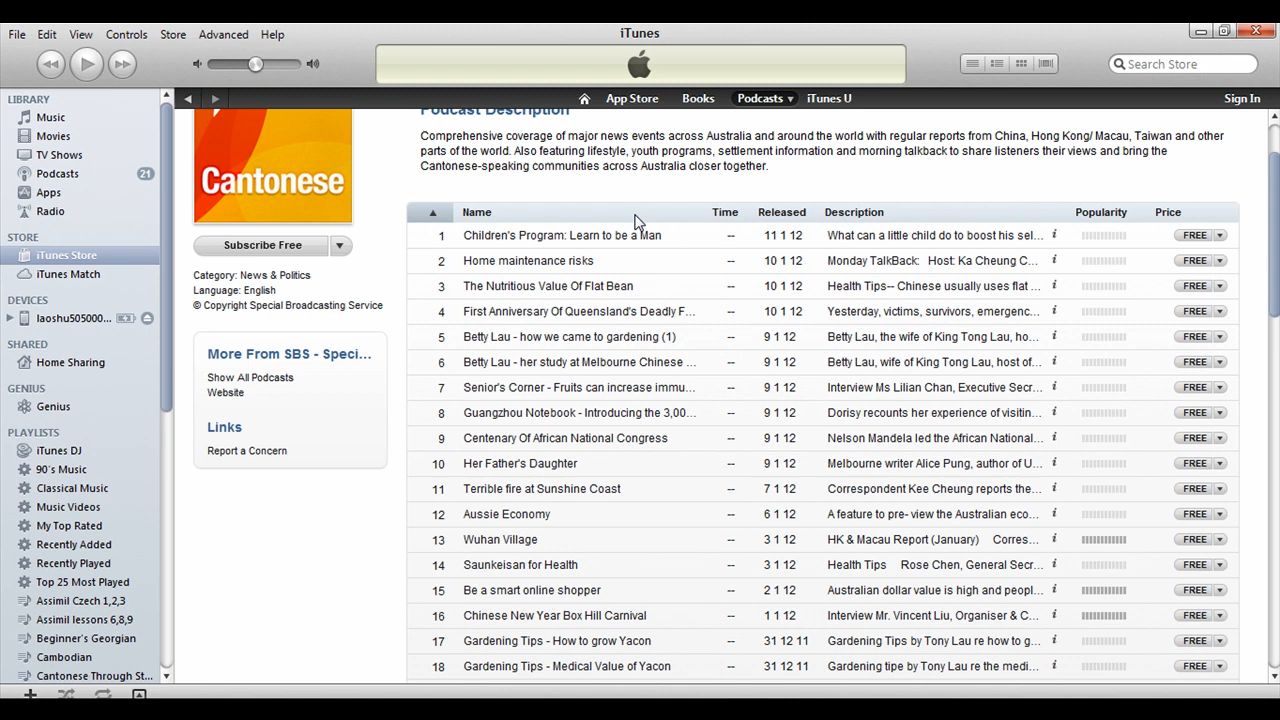 iTunes
File Edit View Controls Store Advanced Help
Search Store
App Store Books Podcasts iTunes U Sign In
LIBRARY
Music
Movies
TV Shows
Podcasts 21
Apps
Radio
STORE
iTunes Store
iTunes Match
DEVICES
laoshu505000...
SHARED
Home Sharing
GENIUS
Genius
PLAYLISTS
iTunes DJ
90's Music
Classical Music
Music Videos
My Top Rated
Recently Added
Recently Played
Top 25 Most Played
Assimil Czech 1,2,3
Assimil lessons 6,8,9
Beginner's Georgian
Cambodian
Cantonese Through St...
Cantonese
Subscribe Free
Category: News & Politics
Language: English
© Copyright Special Broadcasting Service
More From SBS - Speci...
Show All Podcasts
Website
Links
Report a Concern
Podcast Description
Comprehensive coverage of major news events across Australia and around the world with regular reports from China, Hong Kong/ Macau, Taiwan and other
parts of the world. Also featuring lifestyle, youth programs, settlement information and morning talkback to share listeners their views and bring the
Cantonese-speaking communities across Australia closer together.
Name Time Released Description Popularity Price
1 Children's Program: Learn to be a Man -- 11 1 12 What can a little child do to boost his sel... i FREE
2 Home maintenance risks -- 10 1 12 Monday TalkBack: Host: Ka Cheung C... i FREE
3 The Nutritious Value Of Flat Bean -- 10 1 12 Health Tips-- Chinese usually uses flat ... i FREE
4 First Anniversary Of Queensland's Deadly F... -- 10 1 12 Yesterday, victims, survivors, emergenc... i FREE
5 Betty Lau - how we came to gardening (1) -- 9 1 12 Betty Lau, the wife of King Tong Lau, ho... i FREE
6 Betty Lau - her study at Melbourne Chinese ... -- 9 1 12 Betty Lau, wife of King Tong Lau, host of... i FREE
7 Senior's Corner - Fruits can increase immu... -- 9 1 12 Interview Ms Lilian Chan, Executive Secr... i FREE
8 Guangzhou Notebook - Introducing the 3,00... -- 9 1 12 Dorisy recounts her experience of visitin... i FREE
9 Centenary Of African National Congress -- 9 1 12 Nelson Mandela led the African National... i FREE
10 Her Father's Daughter -- 9 1 12 Melbourne writer Alice Pung, author of U... i FREE
11 Terrible fire at Sunshine Coast -- 7 1 12 Correspondent Kee Cheung reports the... i FREE
12 Aussie Economy -- 6 1 12 A feature to pre- view the Australian eco... i FREE
13 Wuhan Village -- 3 1 12 HK & Macau Report (January) Corres... i FREE
14 Saunkeisan for Health -- 3 1 12 Health Tips Rose Chen, General Secr... i FREE
15 Be a smart online shopper -- 2 1 12 Australian dollar value is high and peopl... i FREE
16 Chinese New Year Box Hill Carnival -- 1 1 12 Interview Mr. Vincent Liu, Organiser & C... i FREE
17 Gardening Tips - How to grow Yacon -- 31 12 11 Gardening Tips by Tony Lau re how to g... i FREE
18 Gardening Tips - Medical Value of Yacon -- 31 12 11 Gardening tipe by Tony Lau re the medi... i FREE